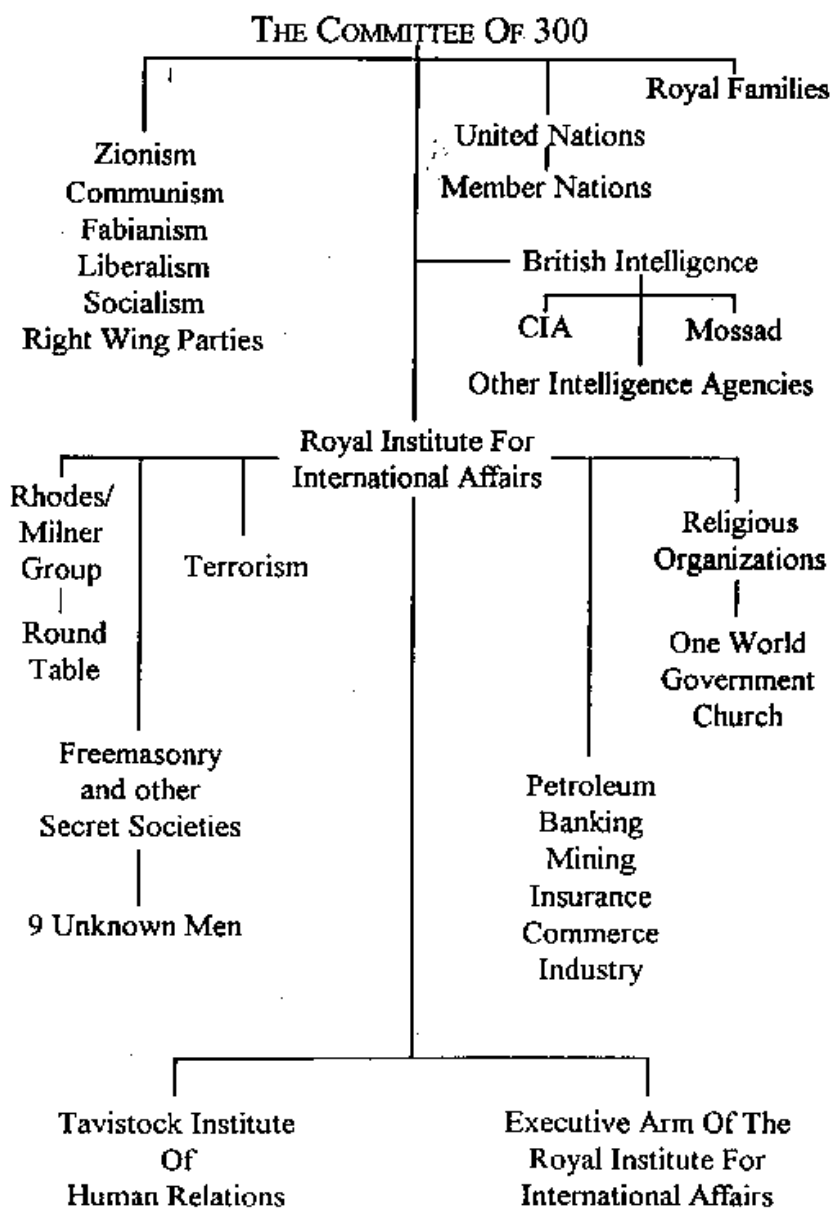 THE COMMITTEE OF 300
Royal Families
United Nations
Member Nations
Zionism
Communism
Fabianism
Liberalism
Socialism
Right Wing Parties
British Intelligence
CIA
Mossad
Other Intelligence Agencies
Royal Institute For
International Affairs
Rhodes/
Milner
Group
Round
Table
Terrorism
Religious
Organizations
One World
Government
Church
Freemasonry
and other
Secret Societies
9 Unknown Men
Petroleum
Banking
Mining
Insurance
Commerce
Industry
Tavistock Institute
Of
Human Relations
Executive Arm Of The
Royal Institute For
International Affairs